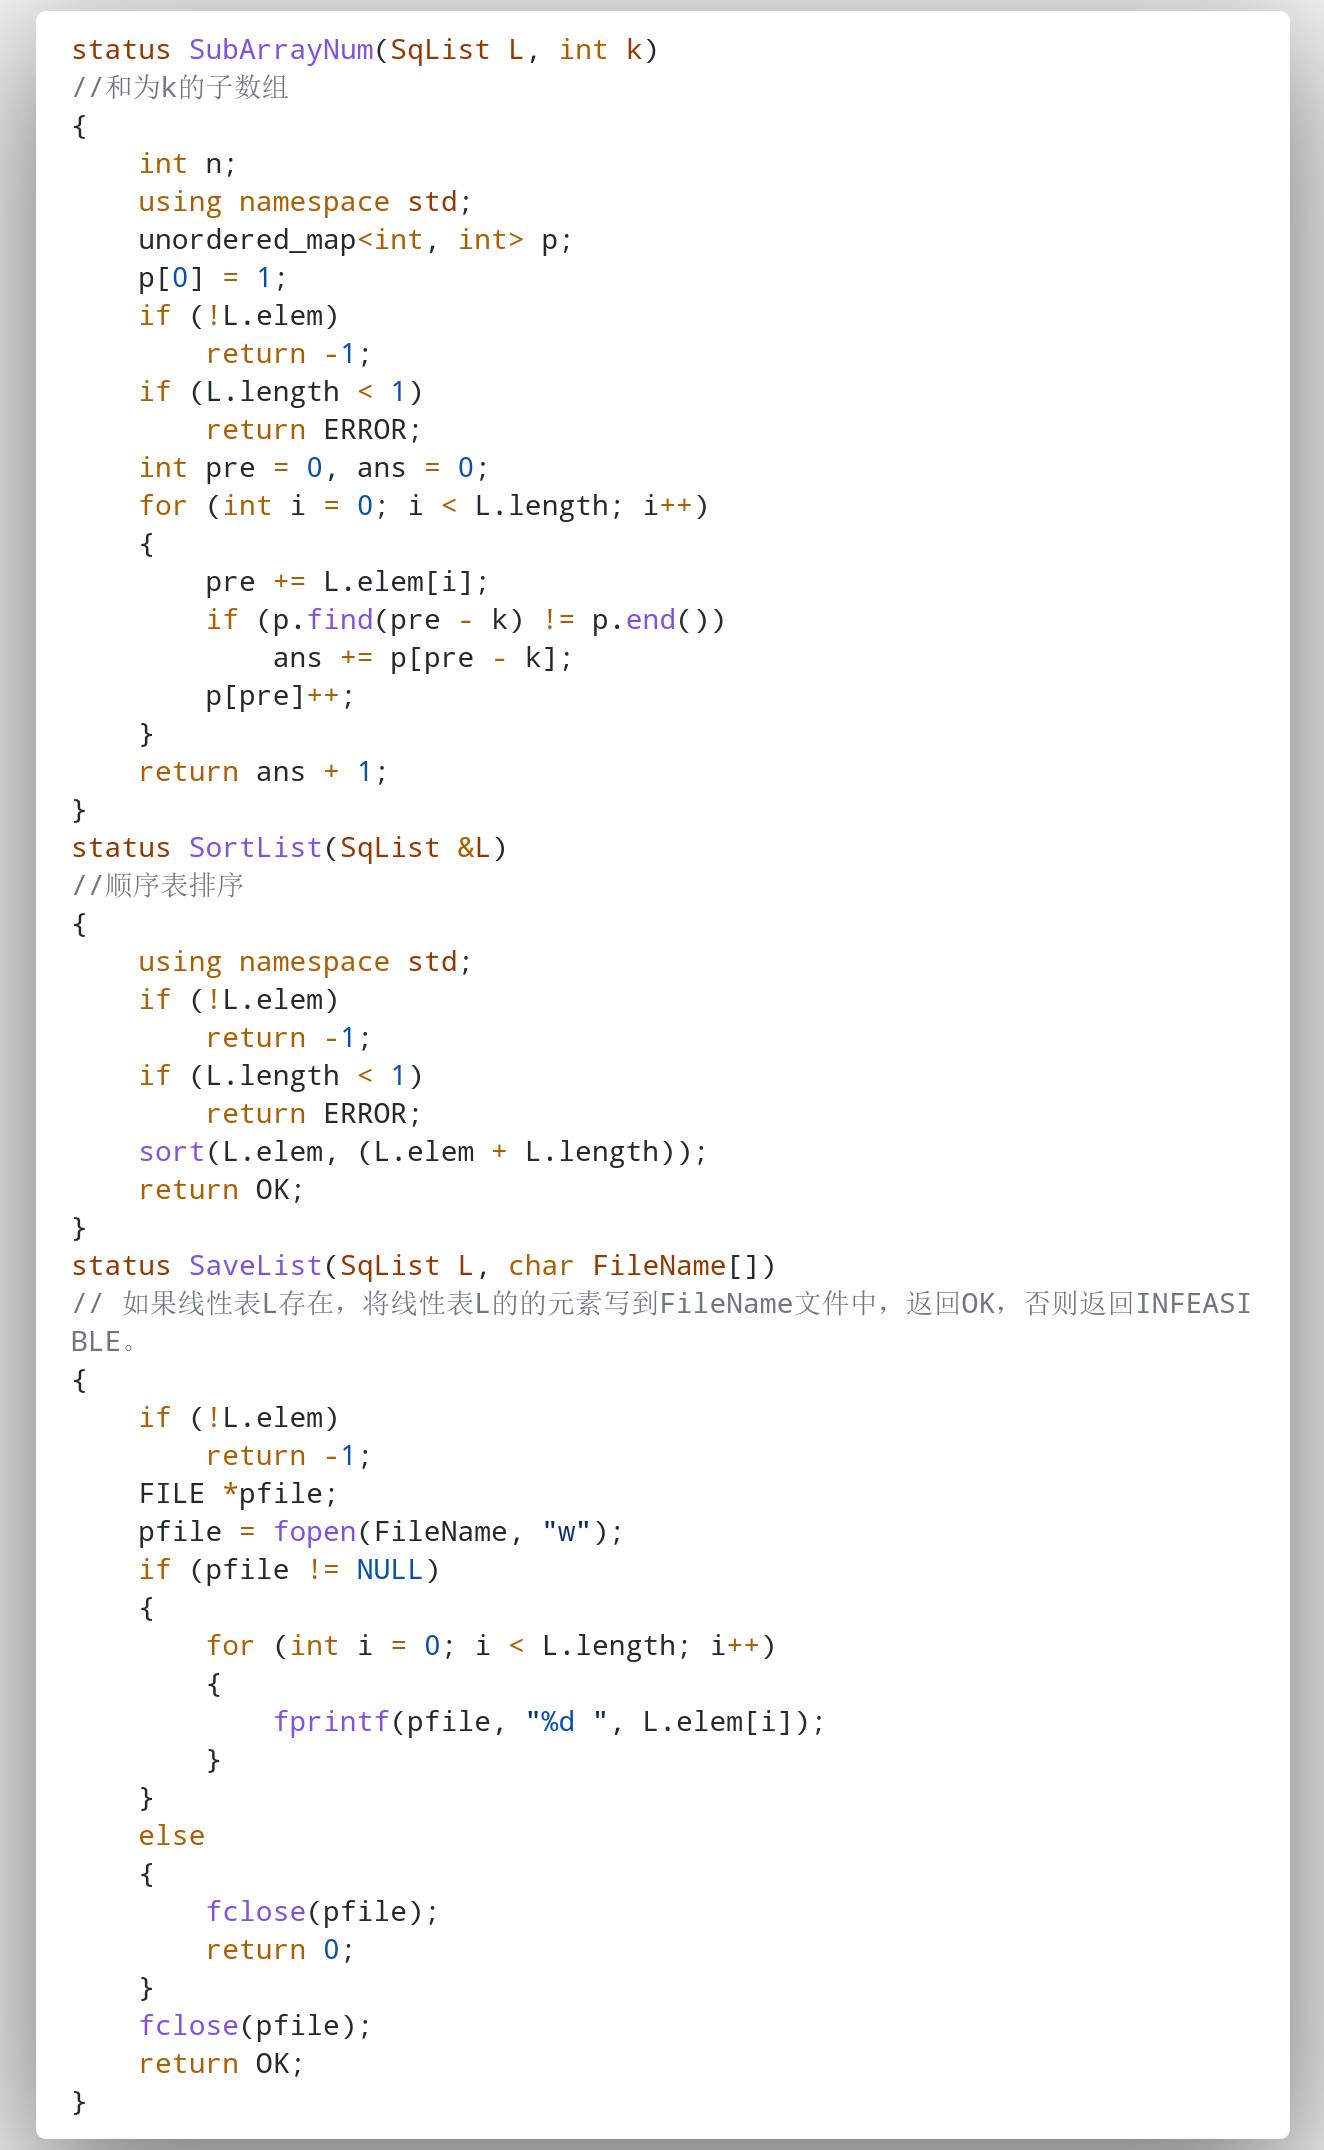 status SubArrayNum(SqList L, int k)
//和为k的子数组
{
    int n;
    using namespace std;
    unordered_map<int, int> p;
    p[0] = 1;
    if (!L.elem)
        return -1;
    if (L.length < 1)
        return ERROR;
    int pre = 0, ans = 0;
    for (int i = 0; i < L.length; i++)
    {
        pre += L.elem[i];
        if (p.find(pre - k) != p.end())
            ans += p[pre - k];
        p[pre]++;
    }
    return ans + 1;
}
status SortList(SqList &L)
//顺序表排序
{
    using namespace std;
    if (!L.elem)
        return -1;
    if (L.length < 1)
        return ERROR;
    sort(L.elem, (L.elem + L.length));
    return OK;
}
status SaveList(SqList L, char FileName[])
// 如果线性表L存在，将线性表L的的元素写到FileName文件中，返回OK，否则返回INFEASI
BLE。
{
    if (!L.elem)
        return -1;
    FILE *pfile;
    pfile = fopen(FileName, "w");
    if (pfile != NULL)
    {
        for (int i = 0; i < L.length; i++)
        {
            fprintf(pfile, "%d ", L.elem[i]);
        }
    }
    else
    {
        fclose(pfile);
        return 0;
    }
    fclose(pfile);
    return OK;
}